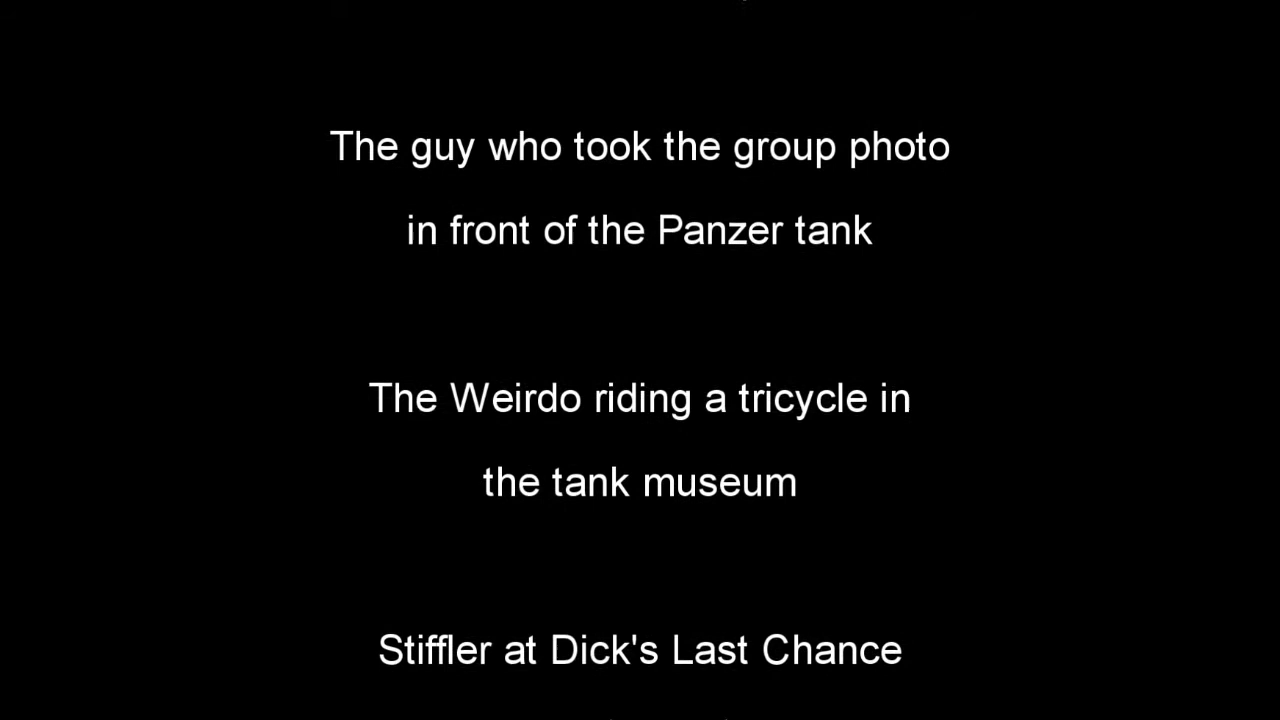 The guy who took the group photo
in front of the Panzer tank
The Weirdo riding a tricycle in
the tank museum
Stiffler at Dick's Last Chance